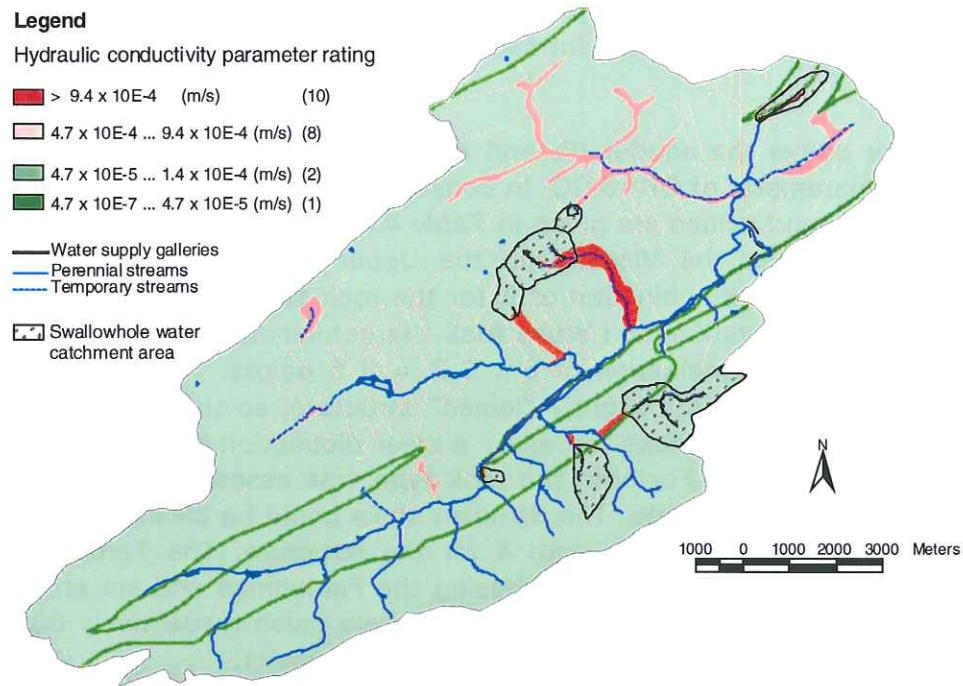 Legend
Hydraulic conductivity parameter rating
> 9.4 x 10E-4 (m/s) (10)
4.7 x 10E-4 ... 9.4 x 10E-4 (m/s) (8)
4.7 x 10E-5 ... 1.4 x 10E-4 (m/s) (2)
4.7 x 10E-7 ... 4.7 x 10E-5 (m/s) (1)
Water supply galleries
Perennial streams
Temporary streams
Swallowhole water
catchment area
N
1000 0 1000 2000 3000 Meters